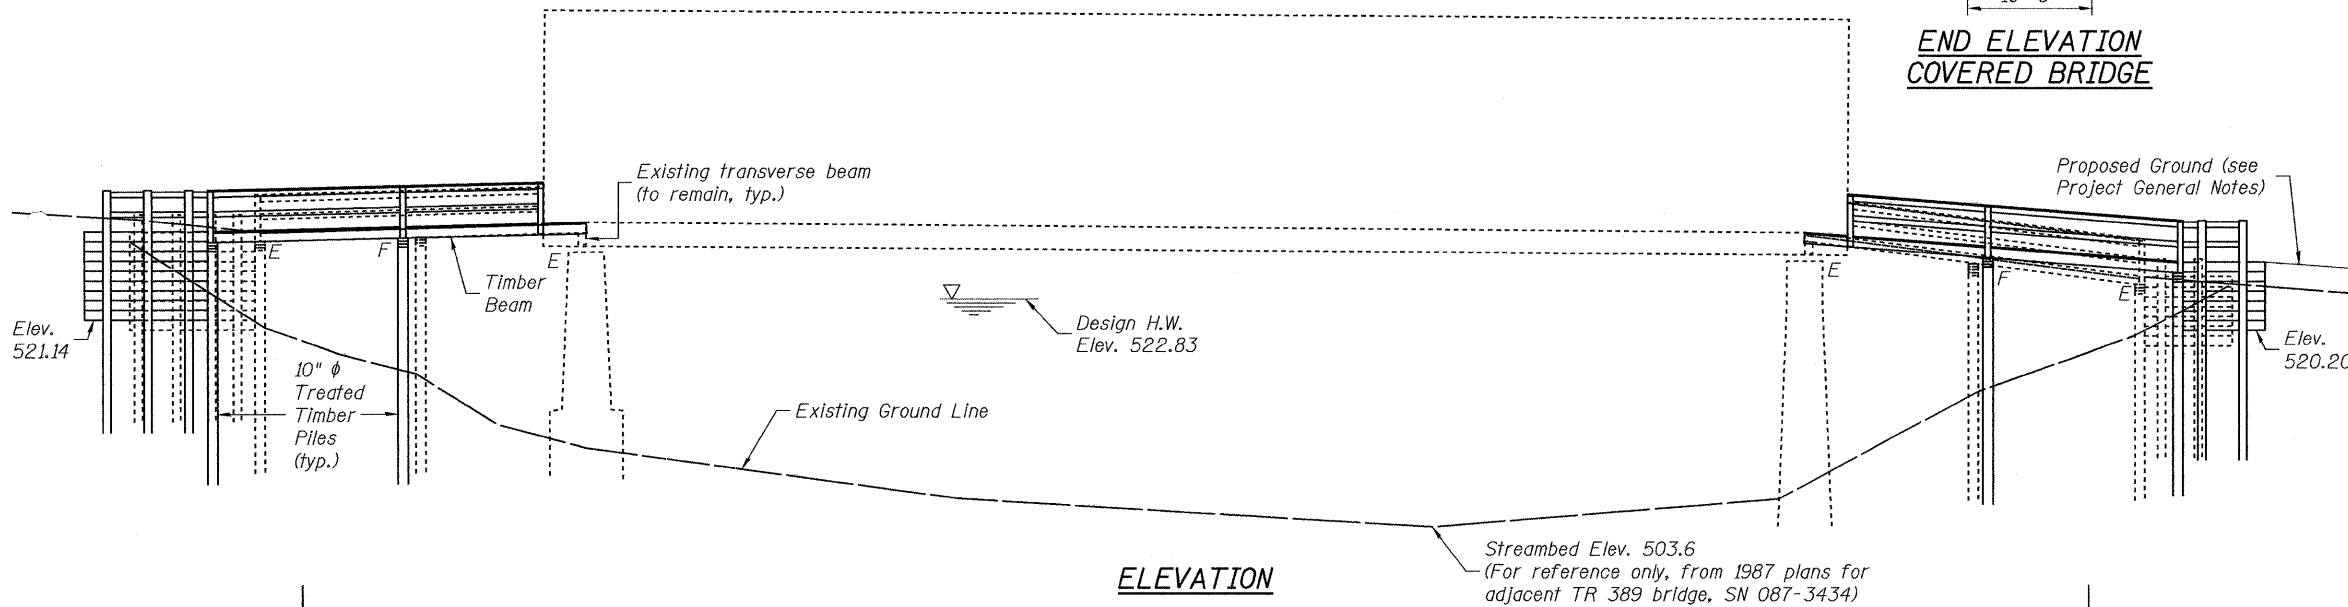 END ELEVATION
COVERED BRIDGE
Existing transverse beam
(to remain, typ.)
Proposed Ground (see
Project General Notes)
E
F
E
E
F
E
Timber
Beam
Elev.
521.14
Design H.W.
Elev. 522.83
Elev.
520.20
10" ϕ
Treated
Timber
Piles
(typ.)
Existing Ground Line
Streambed Elev. 503.6
(For reference only, from 1987 plans for
adjacent TR 389 bridge, SN 087-3434)
ELEVATION